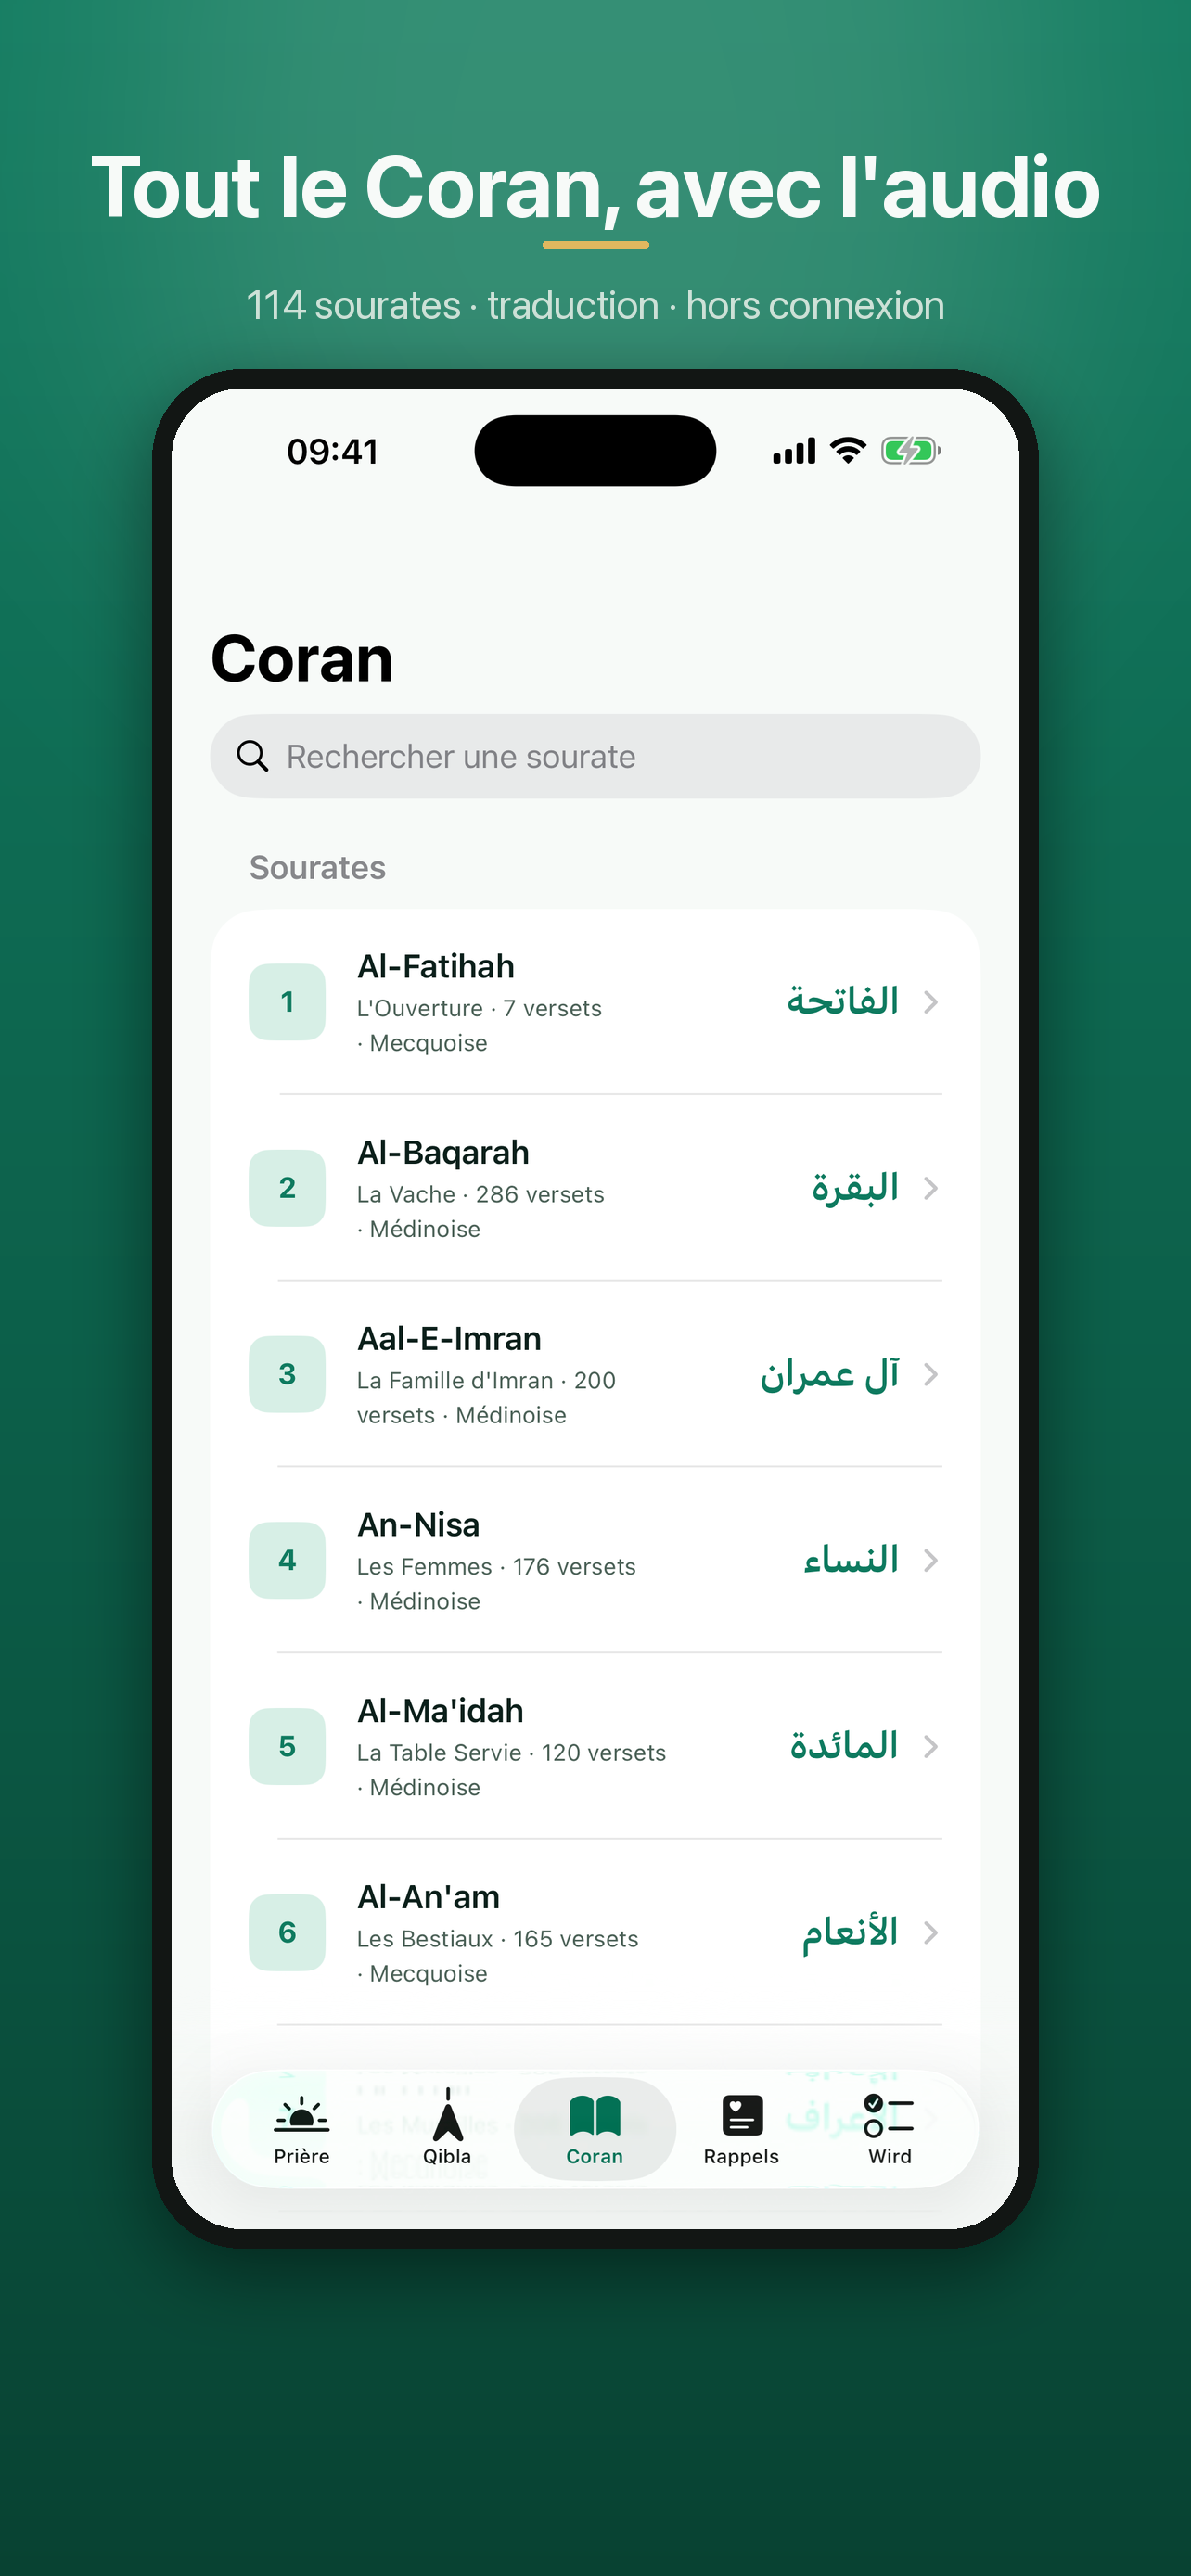 Tout le Coran, avec l'audio
114 sourates · traduction · hors connexion
09:41
Coran
Rechercher une sourate
Sourates
1
Al-Fatihah
L'Ouverture · 7 versets
· Mecquoise
الفاتحة
2
Al-Baqarah
La Vache · 286 versets
· Médinoise
البقرة
3
Aal-E-Imran
La Famille d'Imran · 200
versets · Médinoise
آل عمران
4
An-Nisa
Les Femmes · 176 versets
· Médinoise
النساء
5
Al-Ma'idah
La Table Servie · 120 versets
· Médinoise
المائدة
6
Al-An'am
Les Bestiaux · 165 versets
· Mecquoise
الأنعام
Prière
Qibla
Coran
Rappels
Wird